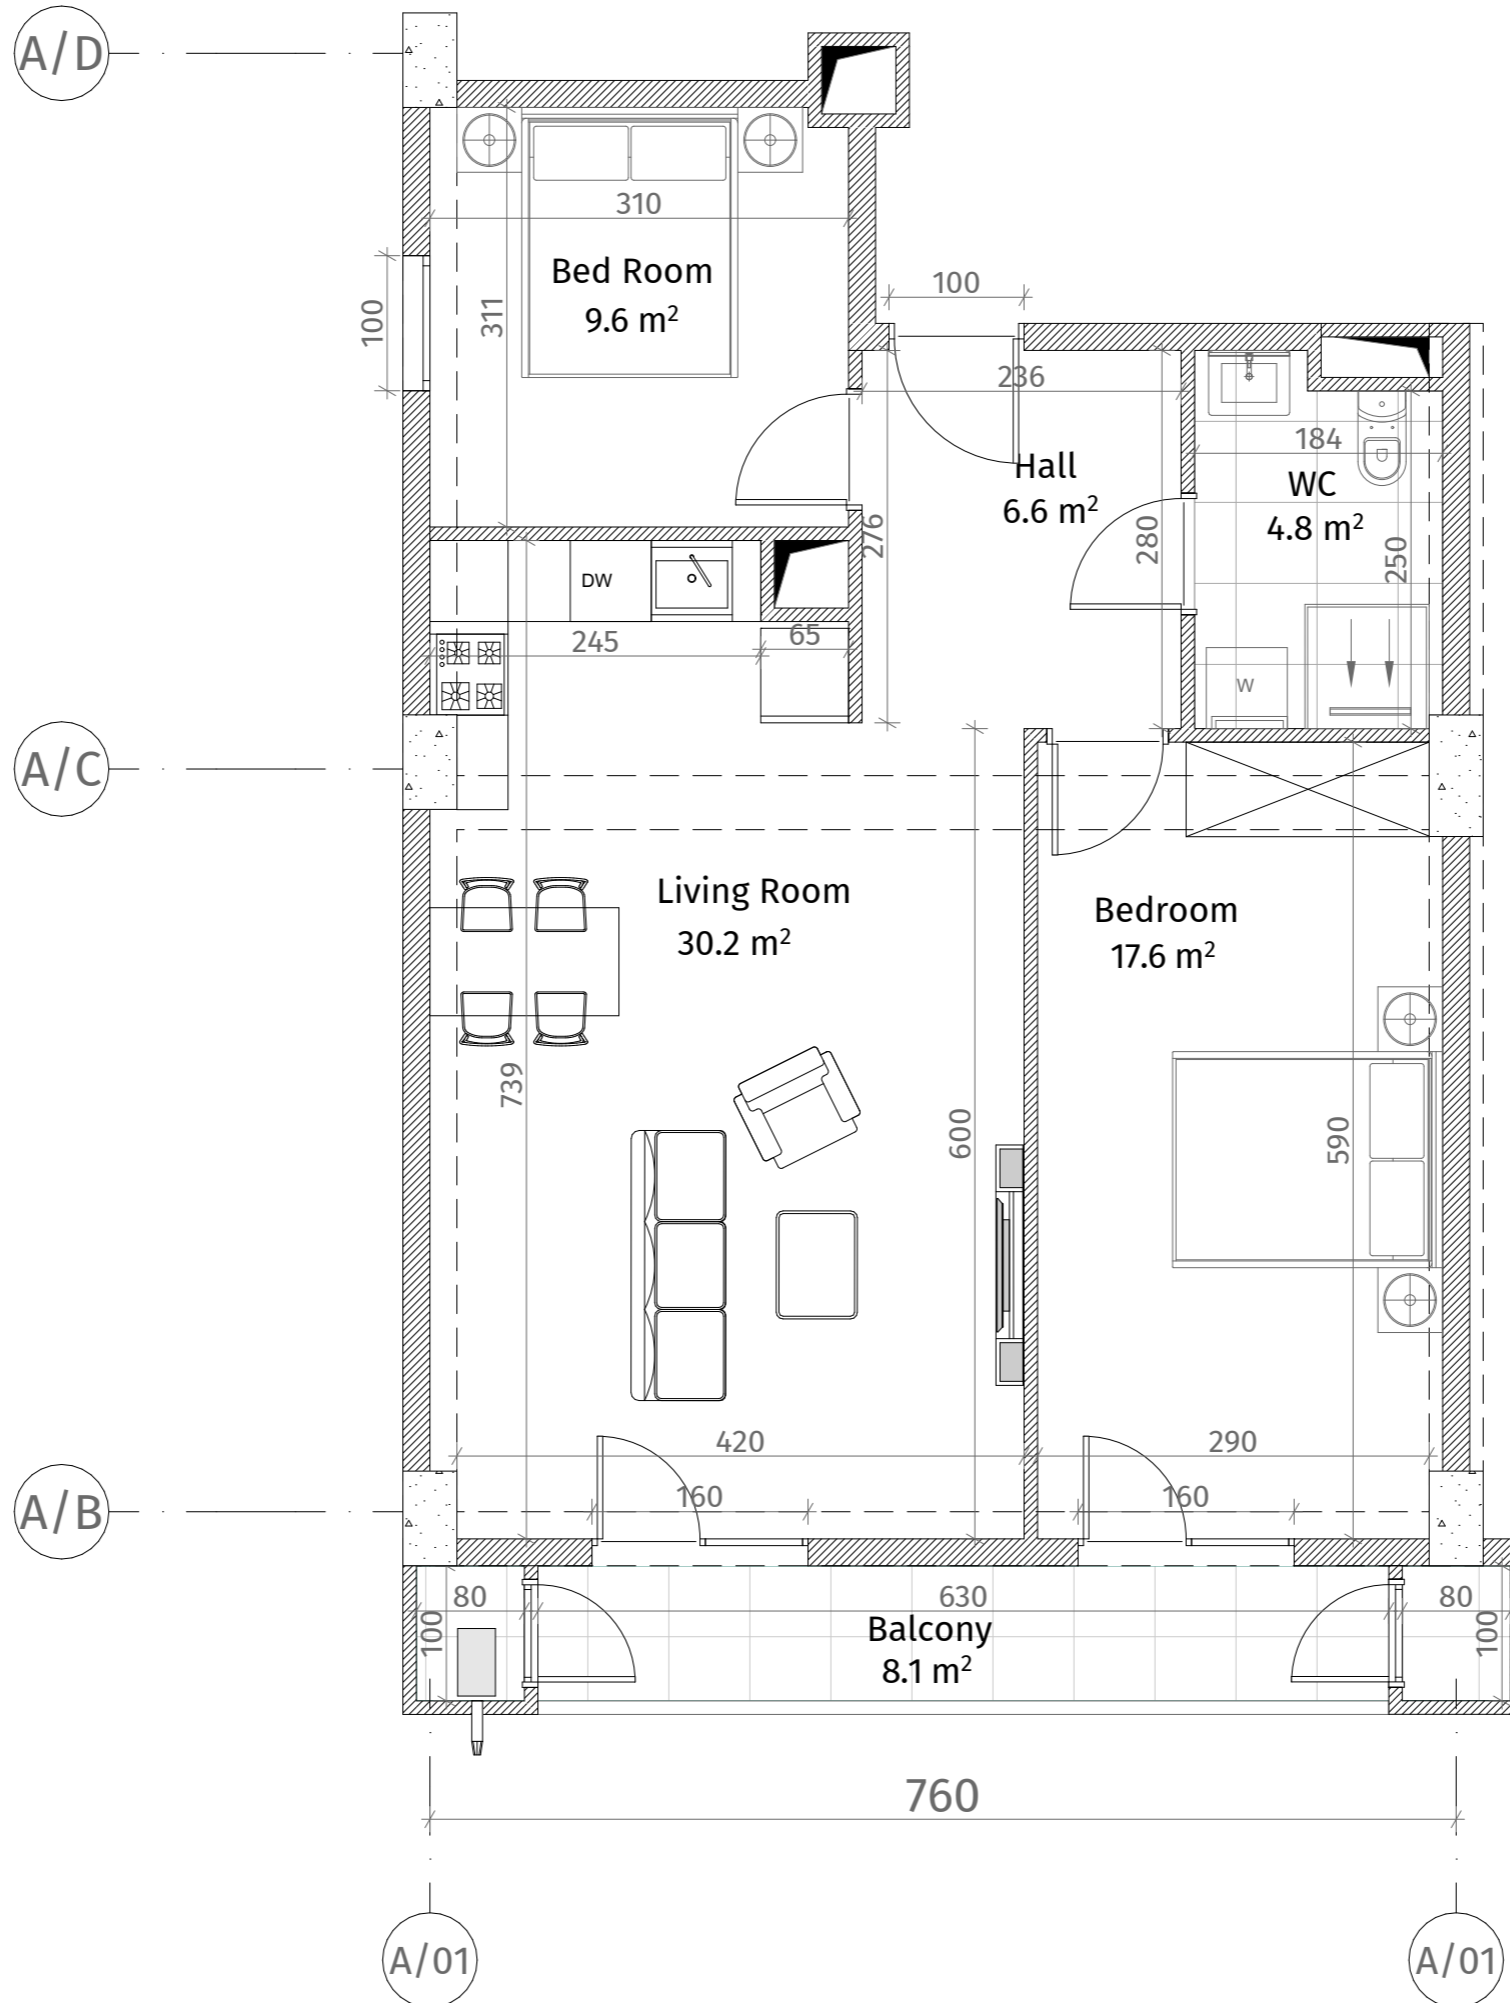 A/D
310
Bed Room
9.6 m²
311
100
100
236
Hall
6.6 m²
276
280
184
WC
4.8 m²
250
DW
245
65
W
A/C
Living Room
30.2 m²
Bedroom
17.6 m²
739
600
590
420
290
160
160
A/B
80
630
80
100
Balcony
8.1 m²
100
760
A/01
A/01